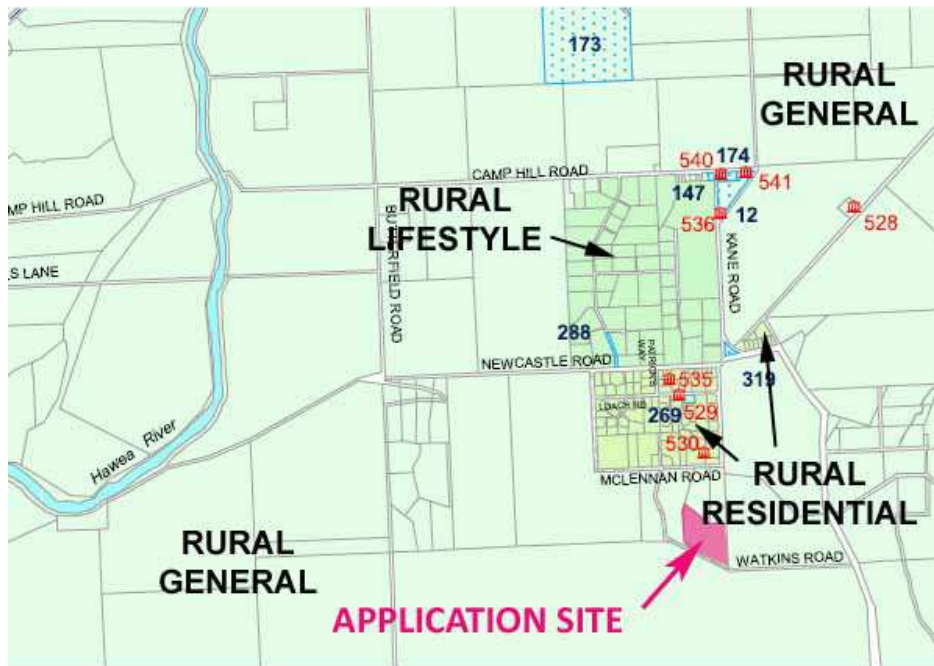 173
RURAL
GENERAL
540
174
CAMP HILL ROAD
147
541
MP HILL ROAD
RURAL
LIFESTYLE
BUTTERFIELD ROAD
536
12
528
KANE ROAD
S LANE
288
NEWCASTLE ROAD
WAY
319
535
269
529
530
Hawea River
MCLENNAN ROAD
RURAL
RESIDENTIAL
RURAL
GENERAL
WATKINS ROAD
APPLICATION SITE